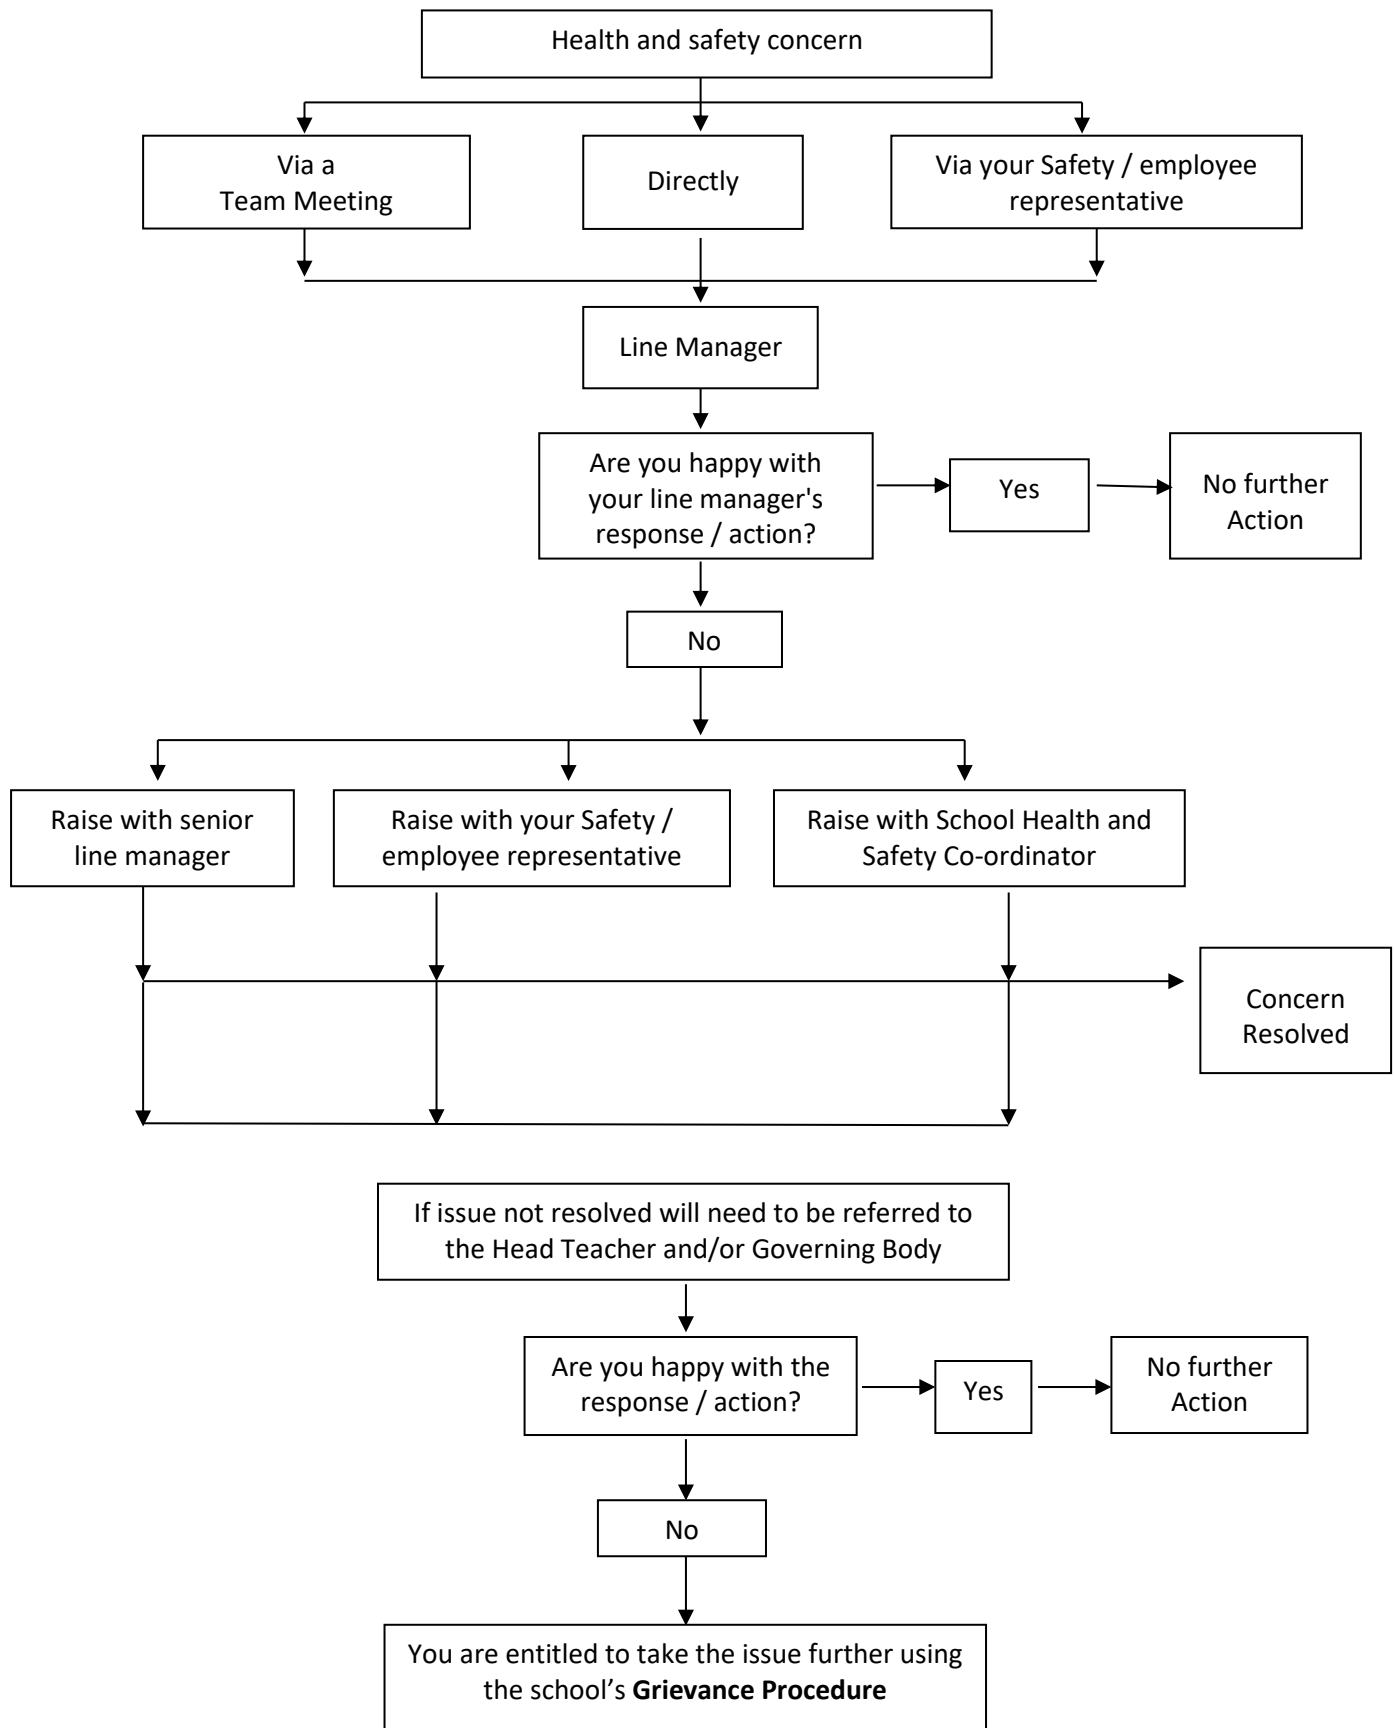 Health and safety concern
Via a
Team Meeting
Directly
Via your Safety / employee
representative
Line Manager
Are you happy with
your line manager's
response / action?
Yes
No further
Action
No
Raise with senior
line manager
Raise with your Safety /
employee representative
Raise with School Health and
Safety Co-ordinator
Concern
Resolved
If issue not resolved will need to be referred to
the Head Teacher and/or Governing Body
Are you happy with the
response / action?
Yes
No further
Action
No
You are entitled to take the issue further using
the school’s Grievance Procedure